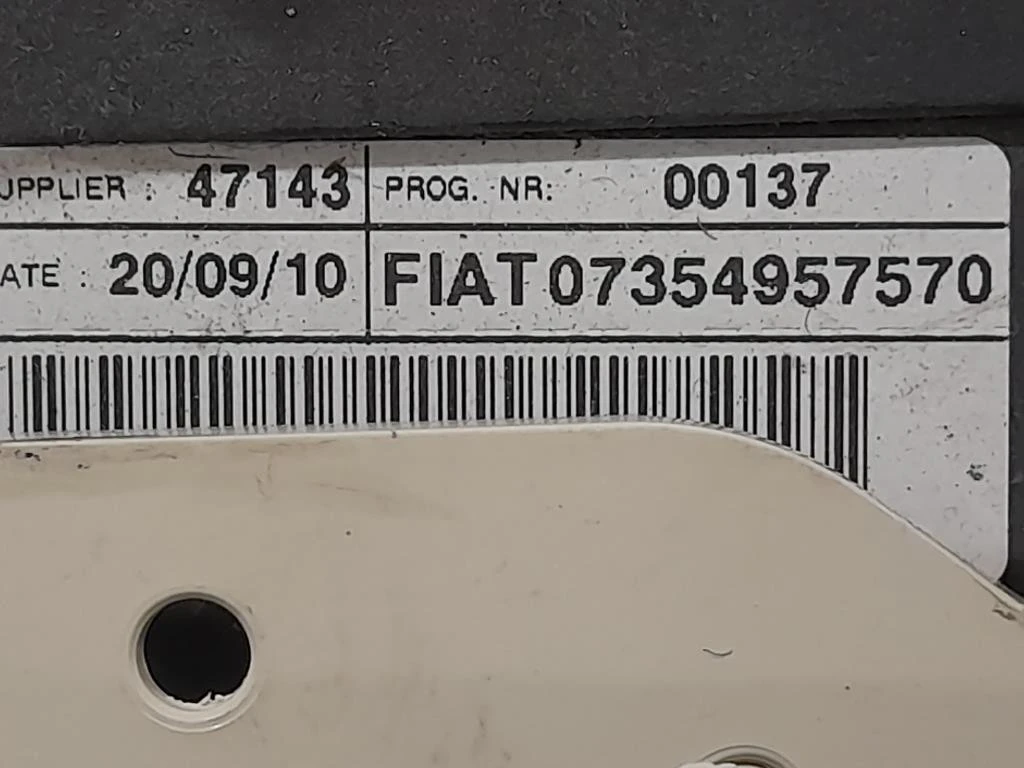 UPPLIER : 47143 PROG. NR: 00137
ATE : 20/09/10 FIAT 07354957570